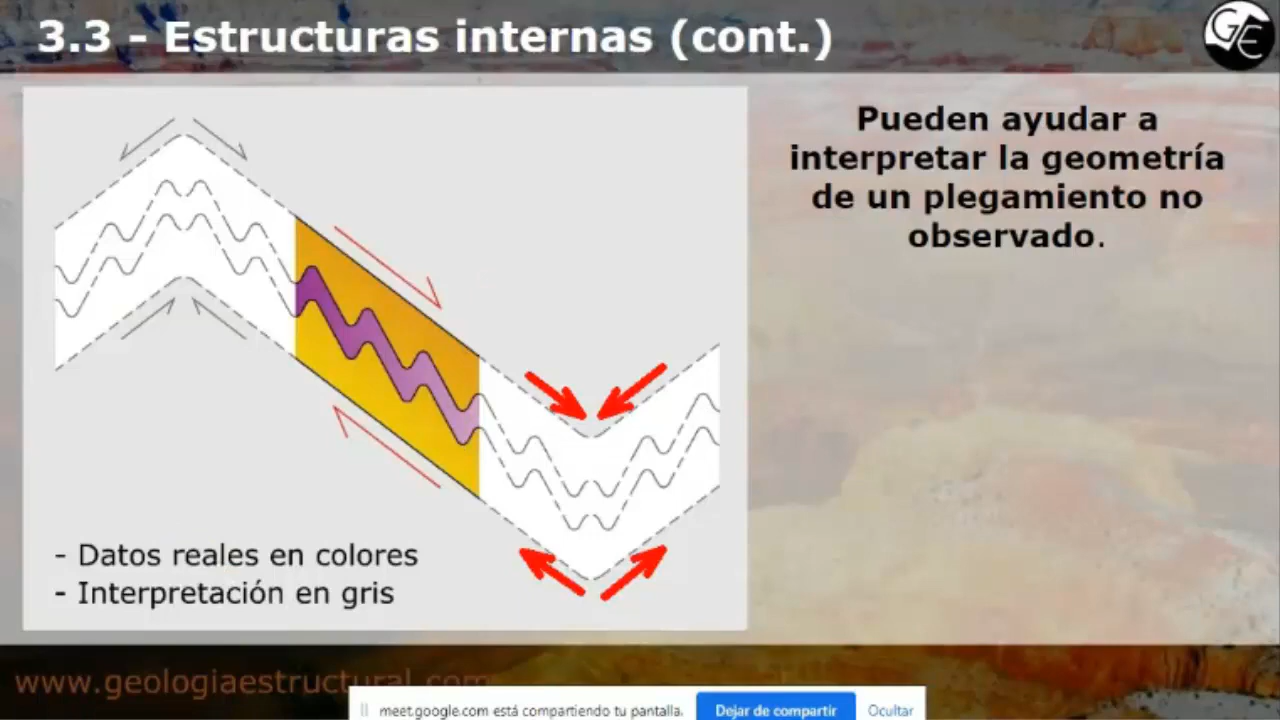 3.3 - Estructuras internas (cont.)
GE
Pueden ayudar a
interpretar la geometría
de un plegamiento no
observado.
- Datos reales en colores
- Interpretación en gris
www.geologiaestructural.com
meet.google.com está compartiendo tu pantalla.
Dejar de compartir
Ocultar